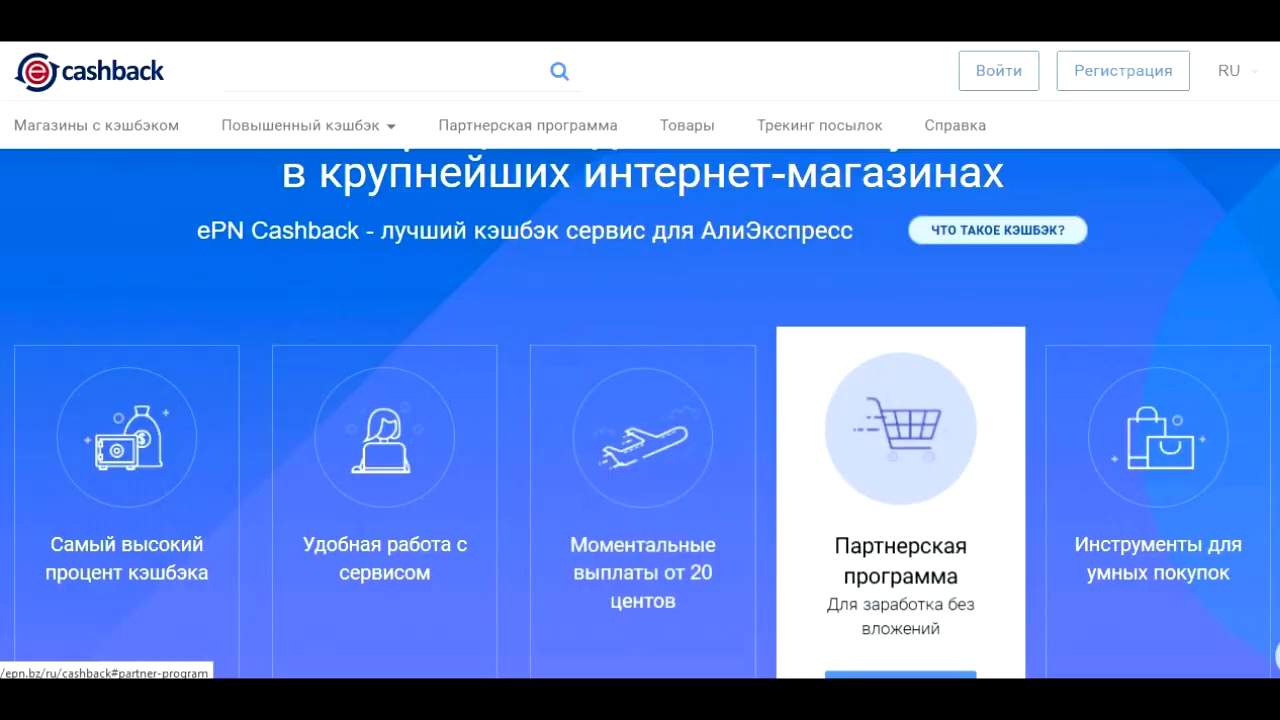 e cashback
Войти
Регистрация
RU
Магазины с кэшбэком
Повышенный кэшбэк
Партнерская программа
Товары
Трекинг посылок
Справка
в крупнейших интернет-магазинах
ePN Cashback - лучший кэшбэк сервис для АлиЭкспресс
ЧТО ТАКОЕ КЭШБЭК?
Самый высокий
процент кэшбэка
Удобная работа с
сервисом
Моментальные
выплаты от 20
центов
Партнерская
программа
Для заработка без
вложений
Инструменты для
умных покупок
/epn.bz/ru/cashback#partner-program